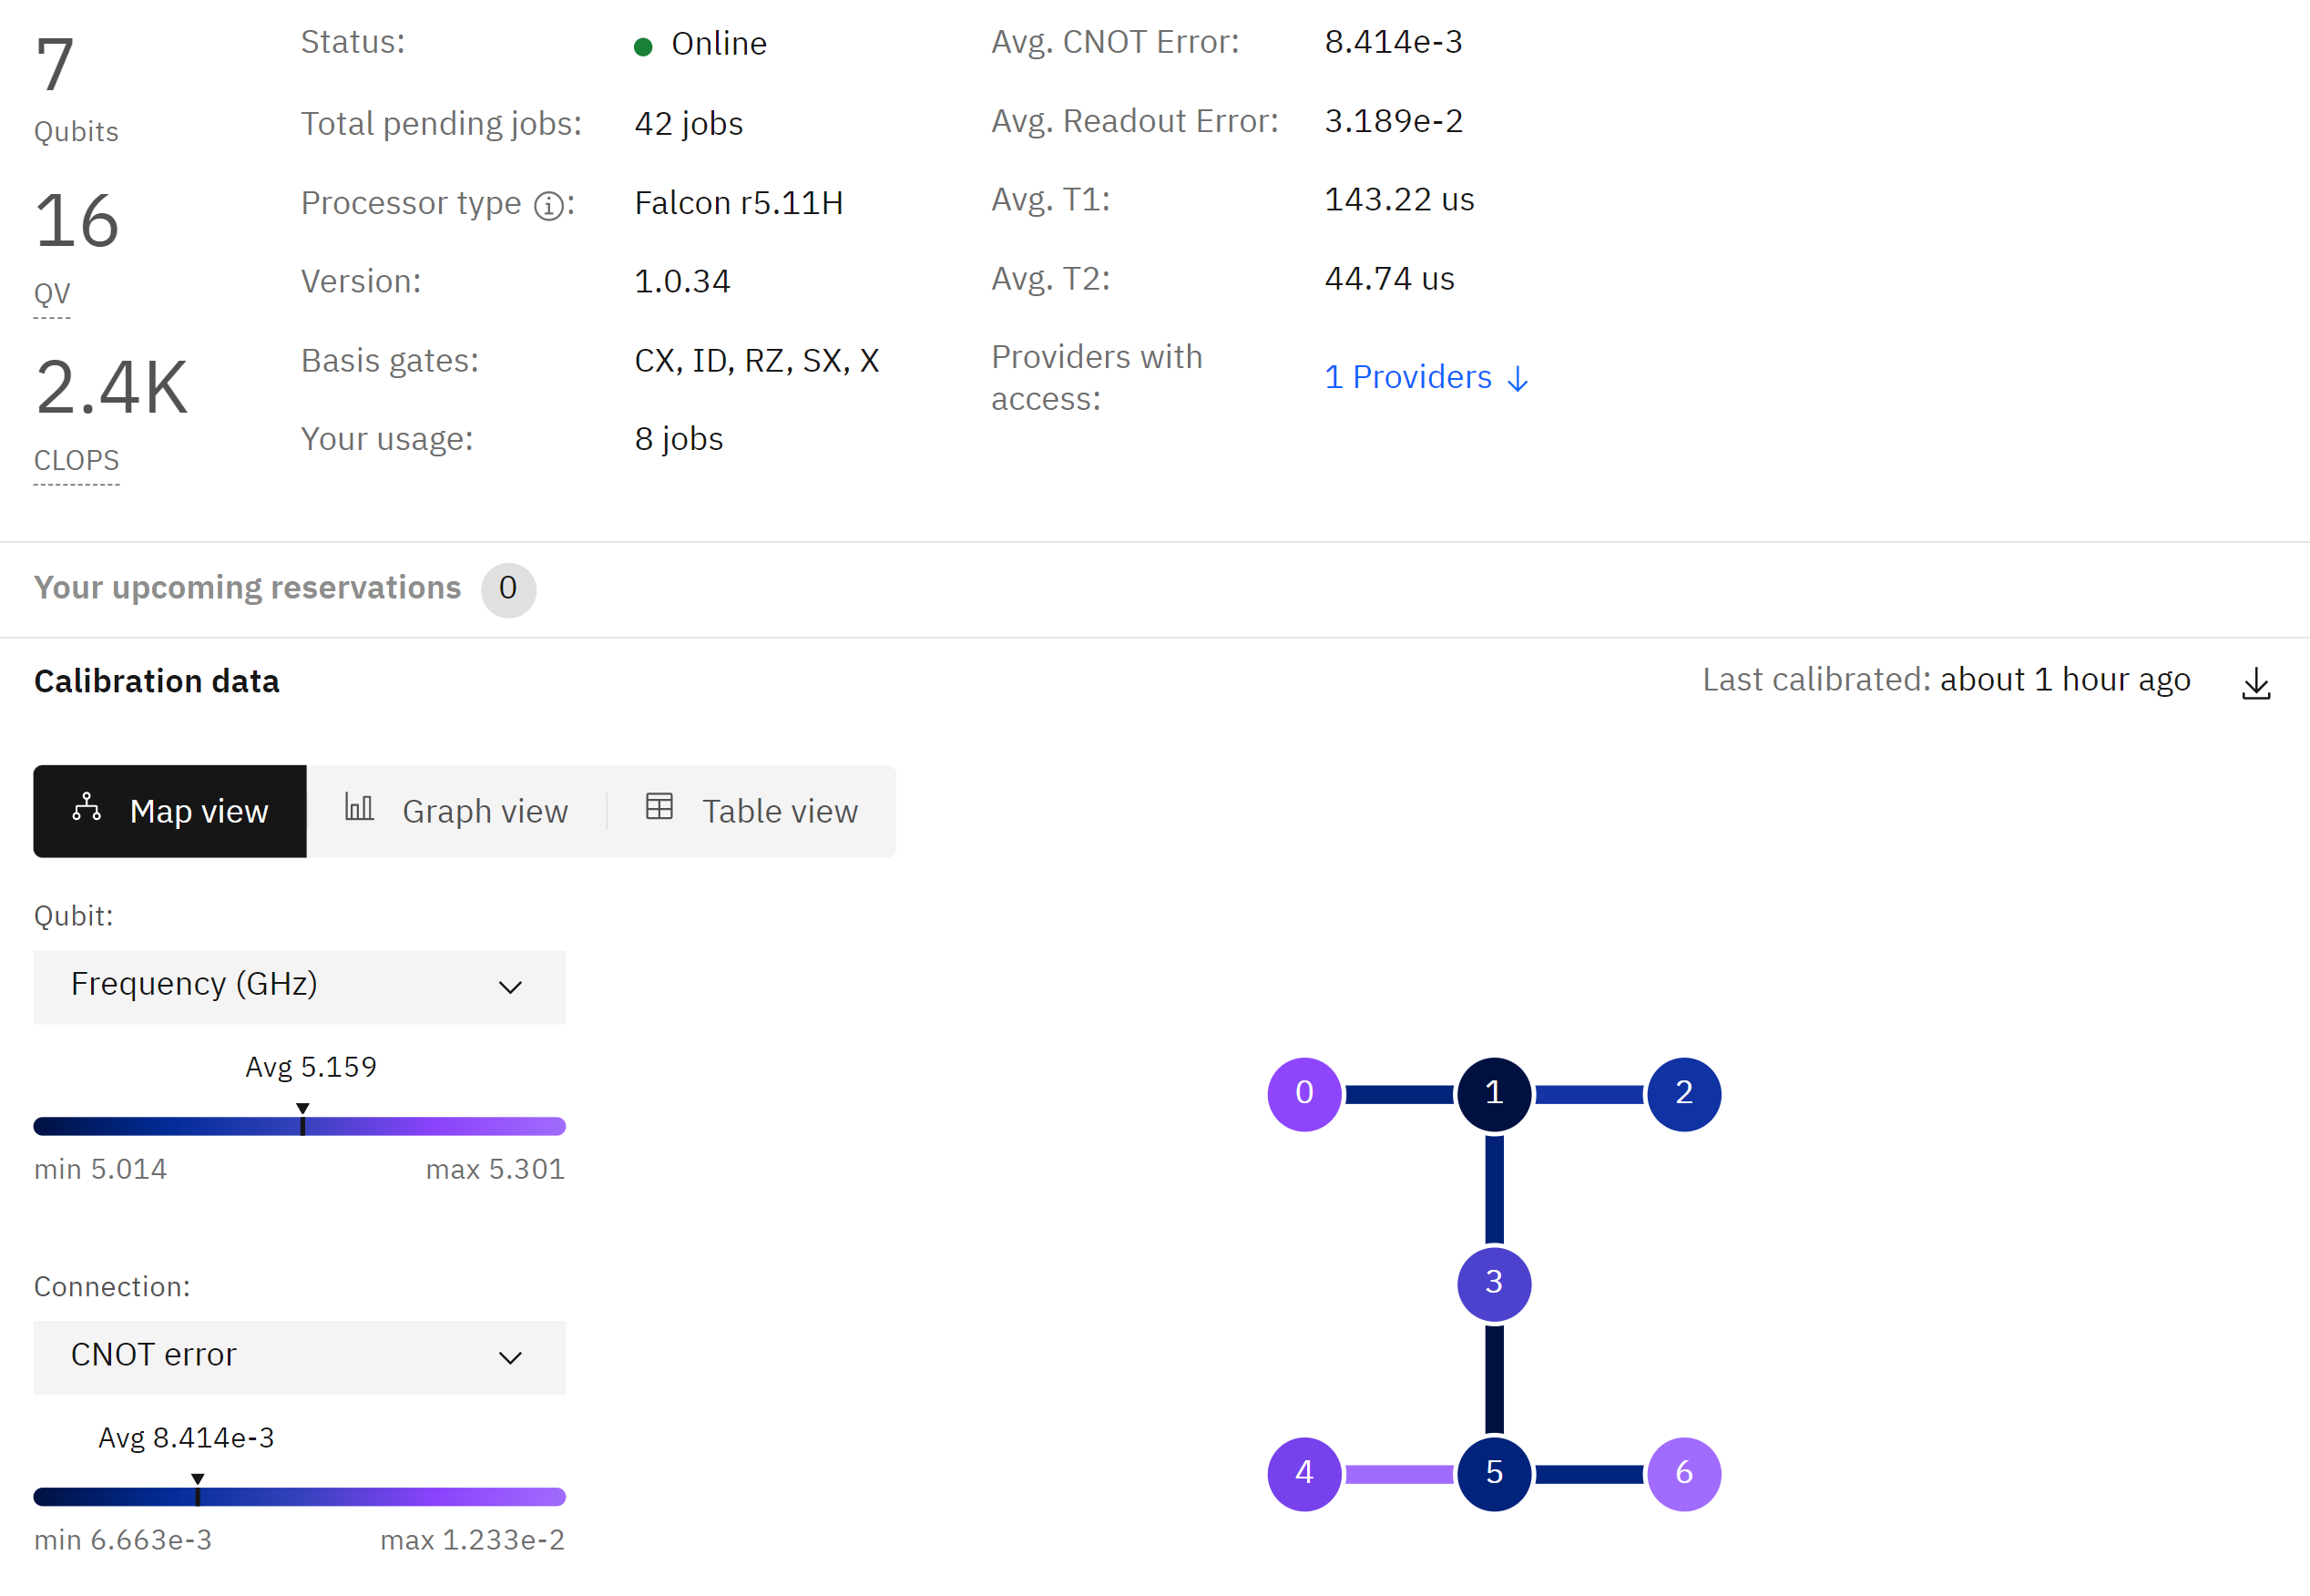 7
Qubits
16
QV
2.4K
CLOPS
Status: Online
Total pending jobs: 42 jobs
Processor type : Falcon r5.11H
Version: 1.0.34
Basis gates: CX, ID, RZ, SX, X
Your usage: 8 jobs
Avg. CNOT Error: 8.414e-3
Avg. Readout Error: 3.189e-2
Avg. T1: 143.22 us
Avg. T2: 44.74 us
Providers with
access: 1 Providers
Your upcoming reservations 0
Calibration data
Last calibrated: about 1 hour ago
Map view Graph view Table view
Qubit:
Frequency (GHz)
Avg 5.159
min 5.014 max 5.301
Connection:
CNOT error
Avg 8.414e-3
min 6.663e-3 max 1.233e-2
0 1 2
3
4 5 6